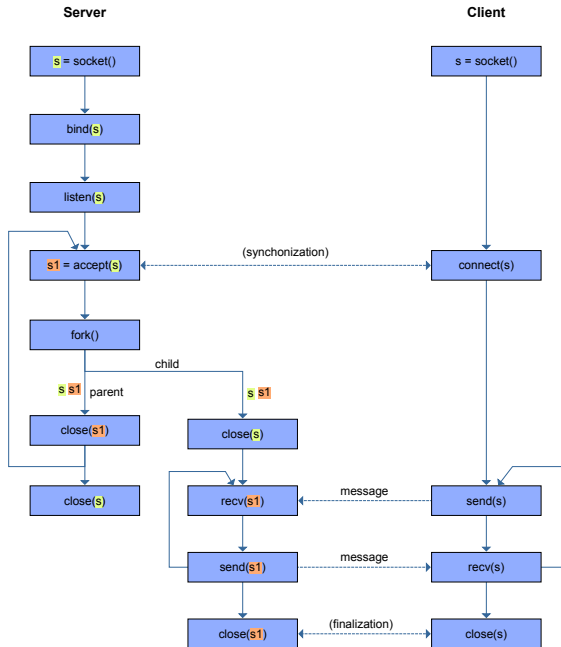 Server
Client
s = socket()
s = socket()
bind(s)
listen(s)
(synchonization)
s1 = accept(s)
connect(s)
fork()
child
s s1
parent
s s1
close(s1)
close(s)
message
close(s)
recv(s1)
send(s)
message
send(s1)
recv(s)
(finalization)
close(s1)
close(s)